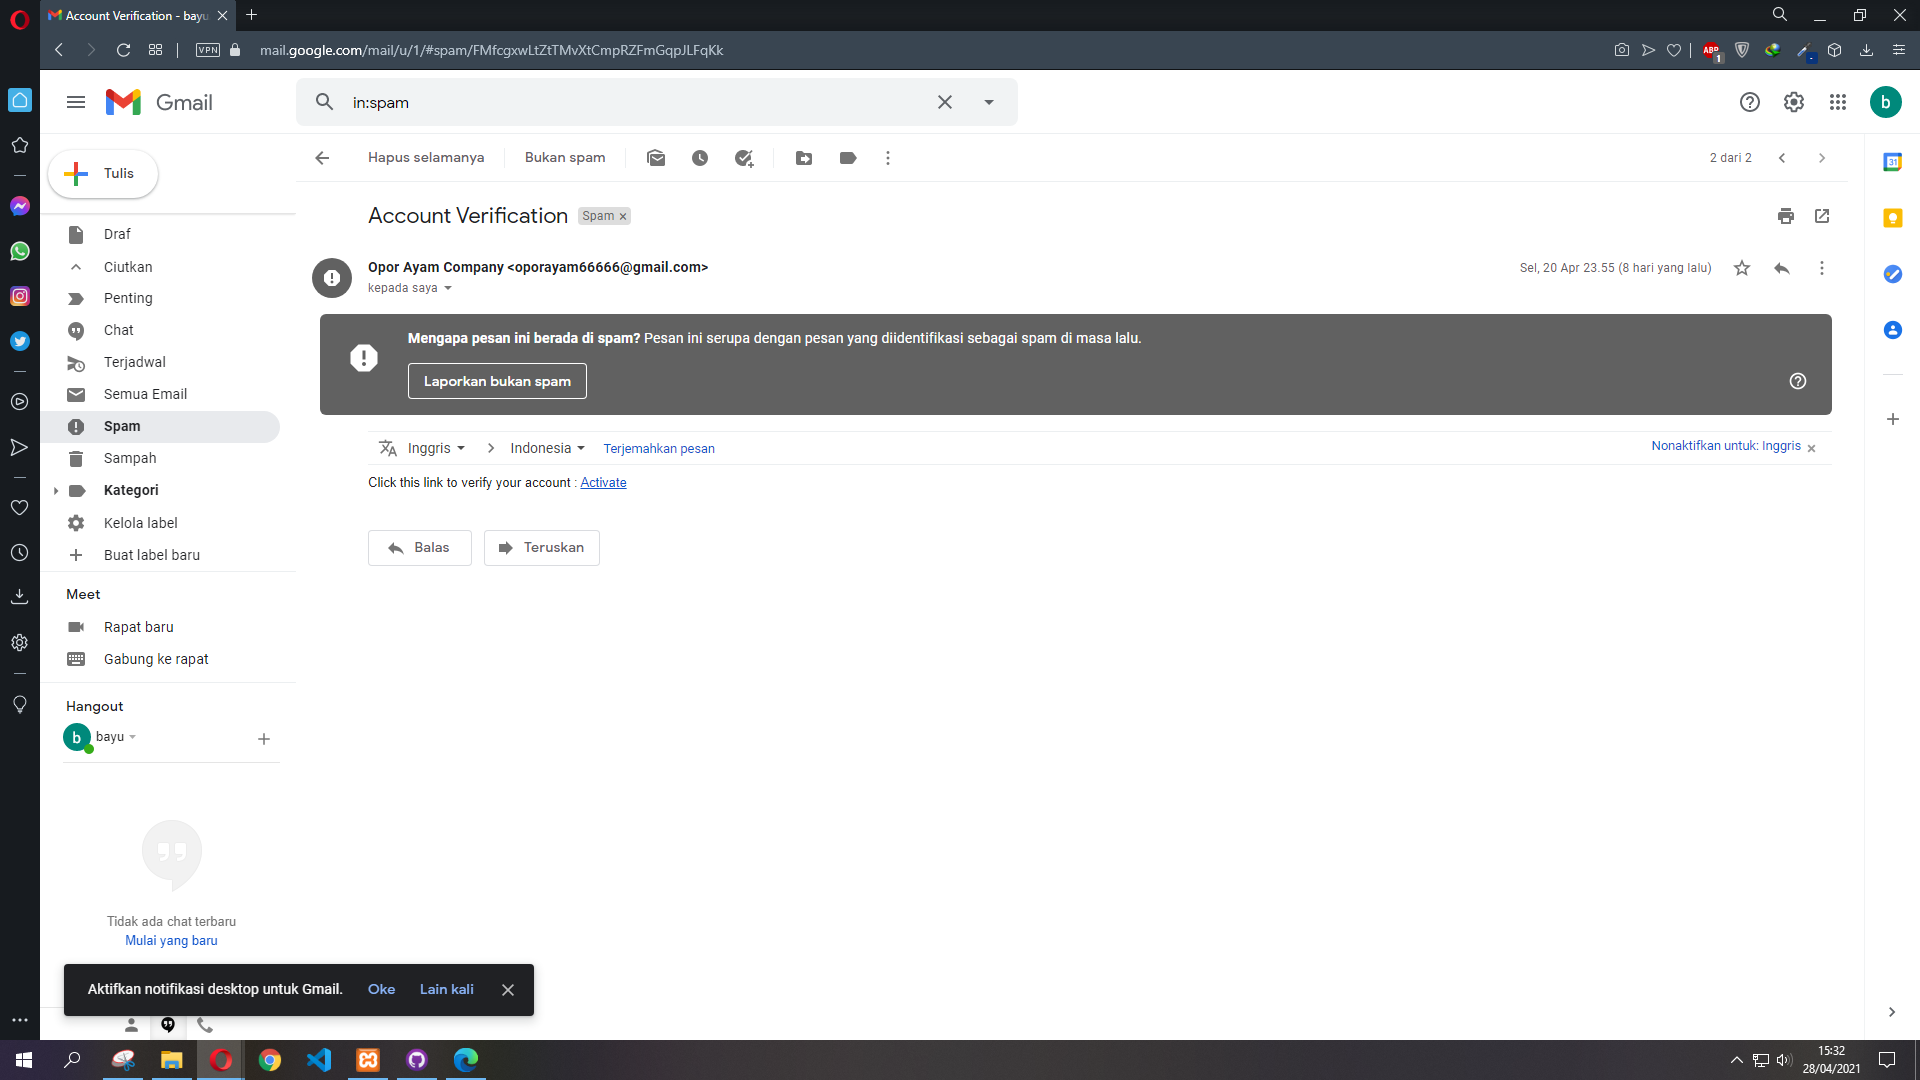 Account Verification - bayu
VPN
mail.google.com/mail/u/1/#spam/FMfcgxwLtZtTMvXtCmpRZFmGqpJLFqKk
ABP
1
Gmail
in:spam
b
Tulis
Hapus selamanya
Bukan spam
2 dari 2
31
Account Verification
Spam ×
Draf
Ciutkan
Penting
Chat
Terjadwal
Semua Email
Spam
Sampah
Kategori
Kelola label
Buat label baru
Opor Ayam Company <oporayam66666@gmail.com>
Sel, 20 Apr 23.55 (8 hari yang lalu)
kepada saya
Mengapa pesan ini berada di spam? Pesan ini serupa dengan pesan yang diidentifikasi sebagai spam di masa lalu.
Laporkan bukan spam
Inggris
Indonesia
Terjemahkan pesan
Nonaktifkan untuk: Inggris ×
Click this link to verify your account : Activate
Balas
Teruskan
Meet
Rapat baru
Gabung ke rapat
Hangout
b
bayu
Tidak ada chat terbaru
Mulai yang baru
Aktifkan notifikasi desktop untuk Gmail.
Oke
Lain kali
15:32
28/04/2021